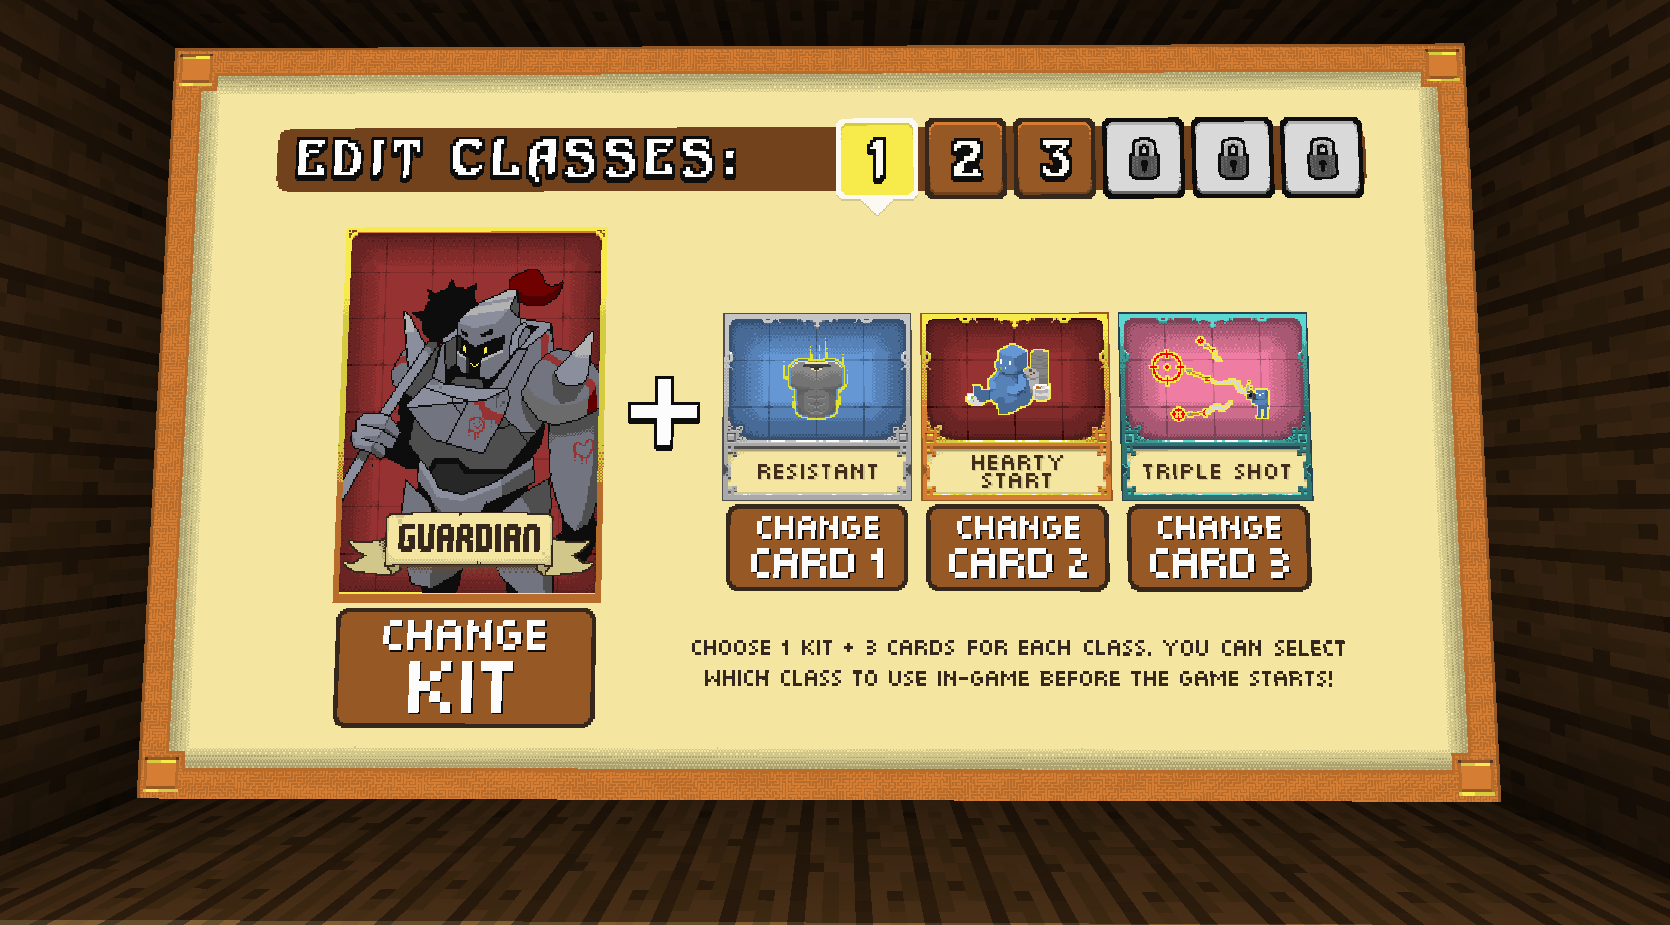 EDIT CLASSES:
1
2
3
GUARDIAN
RESISTANT
HEARTY
START
TRIPLE SHOT
CHANGE
CARD 1
CHANGE
CARD 2
CHANGE
CARD 3
CHANGE
KIT
CHOOSE 1 KIT + 3 CARDS FOR EACH CLASS. YOU CAN SELECT
WHICH CLASS TO USE IN-GAME BEFORE THE GAME STARTS!